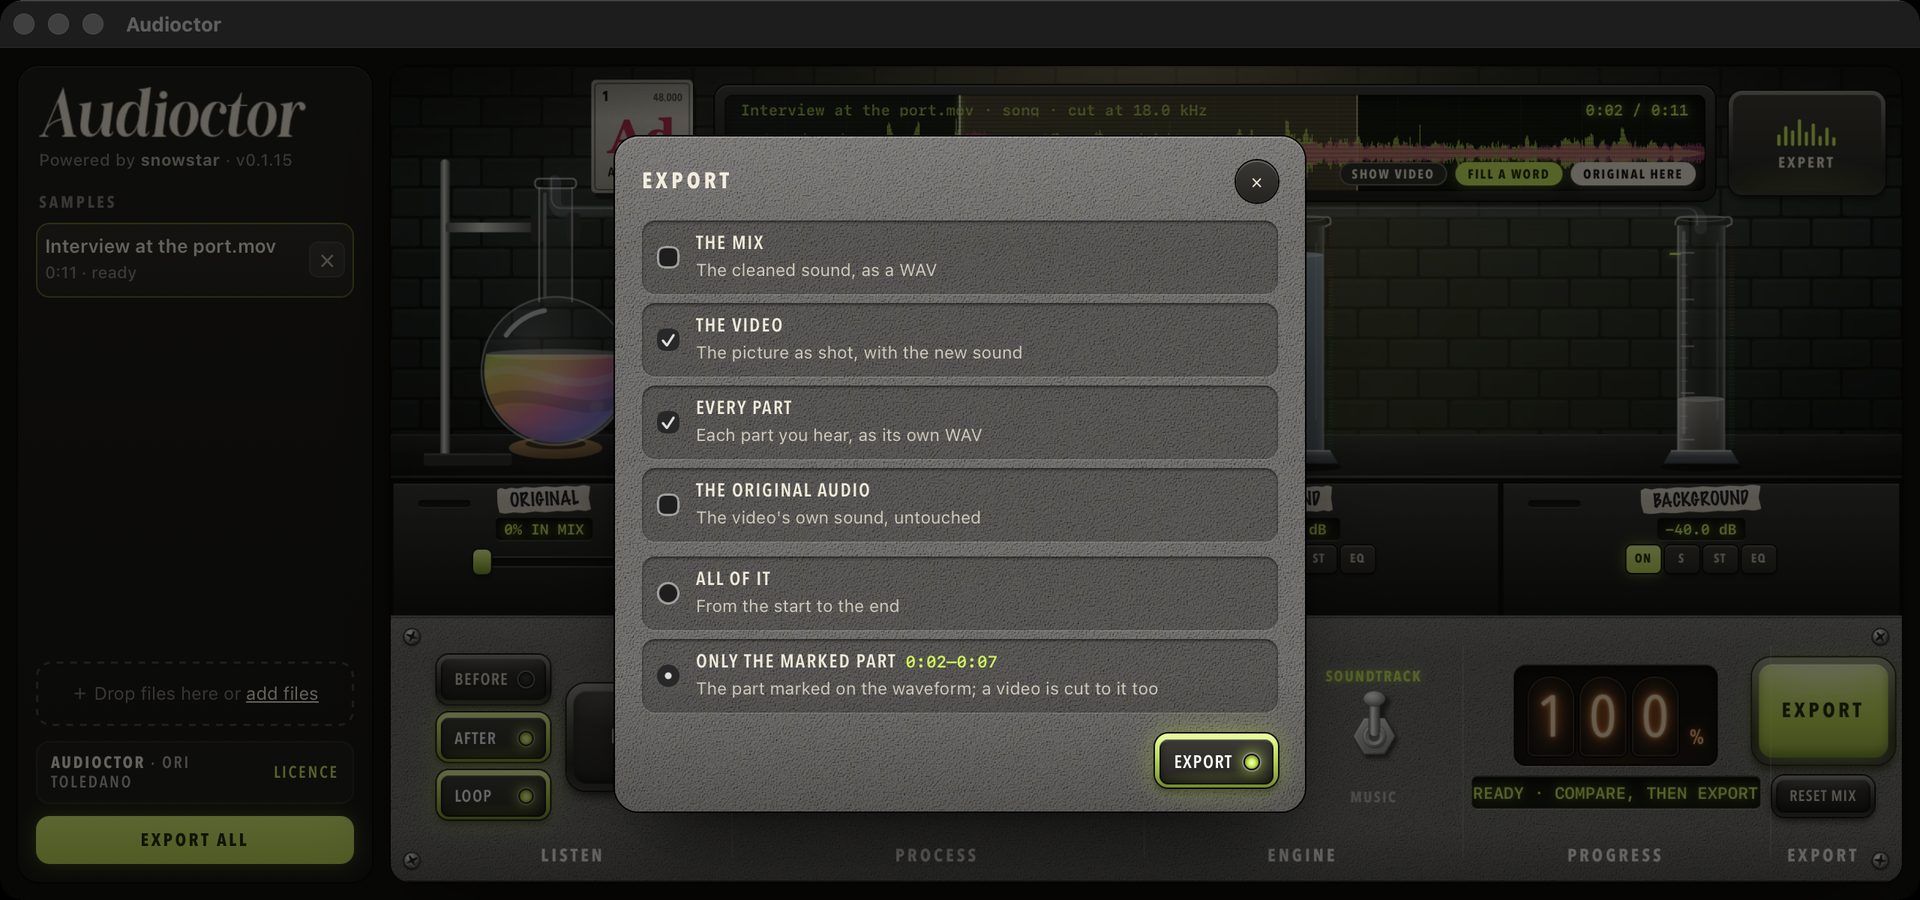 Audioctor
Audioctor
Powered by snowstar · v0.1.15
SAMPLES
Interview at the port.mov
0:11 · ready
+ Drop files here or add files
AUDIOCTOR · ORI TOLEDANO
LICENCE
EXPORT ALL
1
48.000
Ad
Interview at the port.mov · song · cut at 18.0 kHz
0:02 / 0:11
SHOW VIDEO
FILL A WORD
ORIGINAL HERE
EXPERT
EXPORT
×
THE MIX
The cleaned sound, as a WAV
THE VIDEO
The picture as shot, with the new sound
EVERY PART
Each part you hear, as its own WAV
THE ORIGINAL AUDIO
The video's own sound, untouched
ALL OF IT
From the start to the end
ONLY THE MARKED PART 0:02–0:07
The part marked on the waveform; a video is cut to it too
EXPORT
ORIGINAL
0% IN MIX
dB
ST
EQ
BACKGROUND
-40.0 dB
ON
S
ST
EQ
BEFORE
AFTER
LOOP
LISTEN
PROCESS
SOUNDTRACK
MUSIC
ENGINE
100 %
READY · COMPARE, THEN EXPORT
PROGRESS
EXPORT
RESET MIX
EXPORT